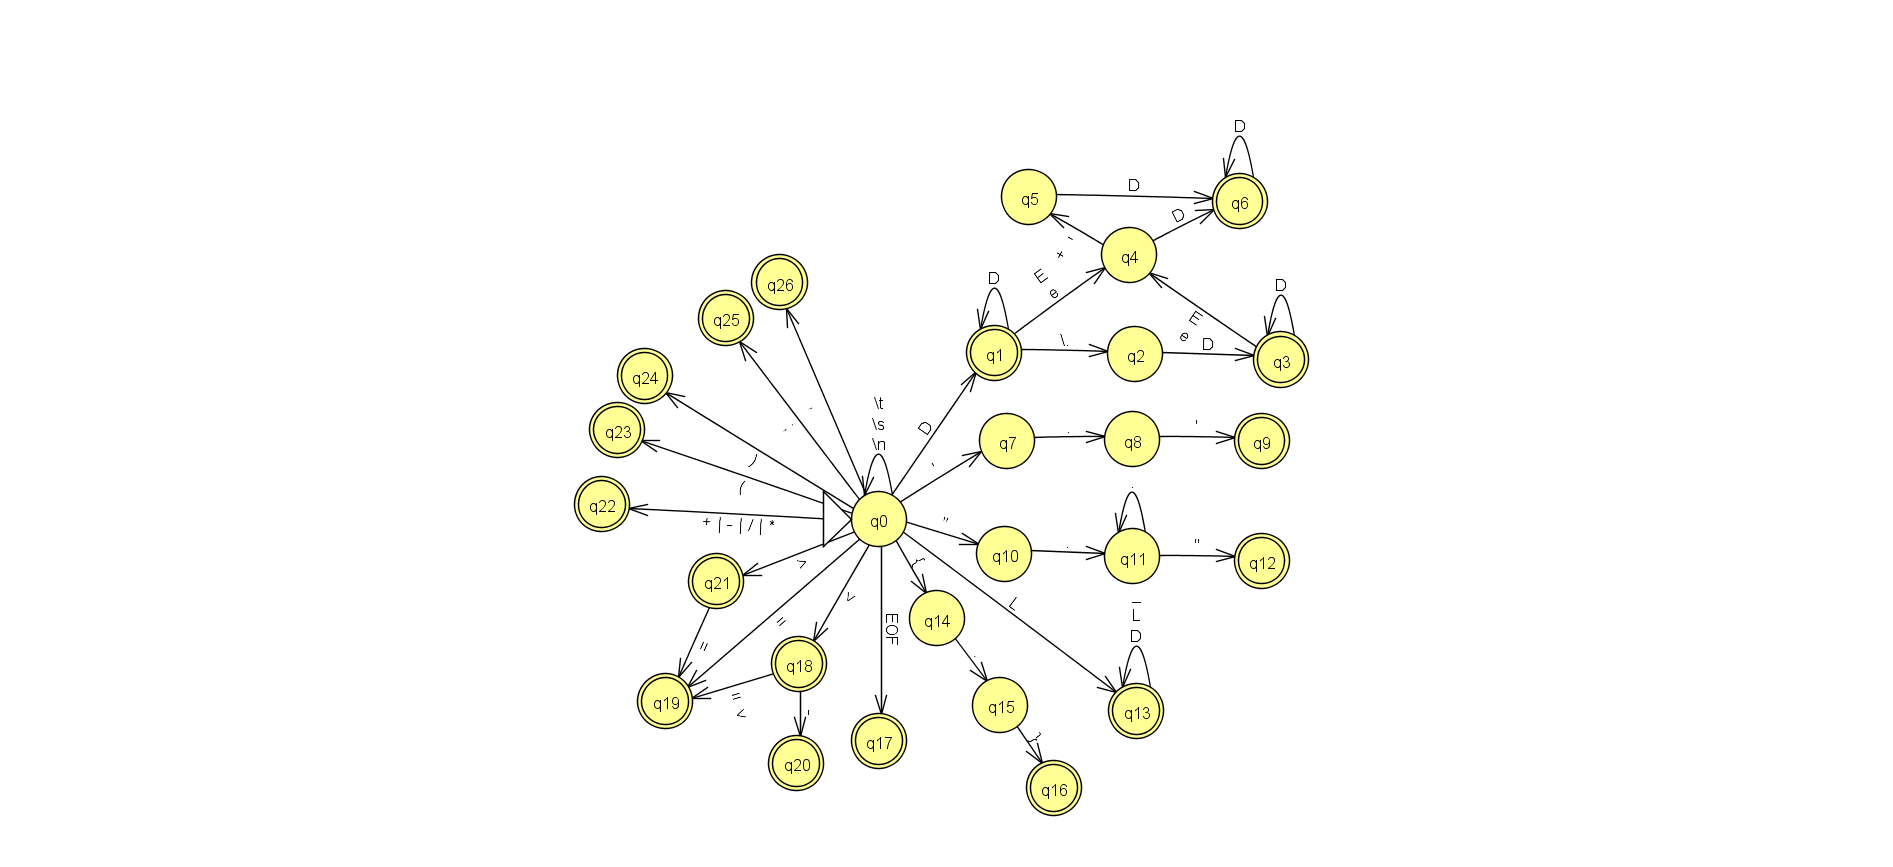 D
q5
D
q6
D
-
+
q4
E
e
q26
D
D
q25
E
e
q1
\.
q2
D
q3
q24
\t
\s
\n
)
q23
D
q7
.
q8
'
q9
'
(
q22
+ | - | / | *
q0
"
q10
.
.
q11
"
q12
>
q21
{
<
=
EOF
L
_
L
D
q14
=
q18
.
q19
=
<
-
q15
q13
q17
}
q20
q16